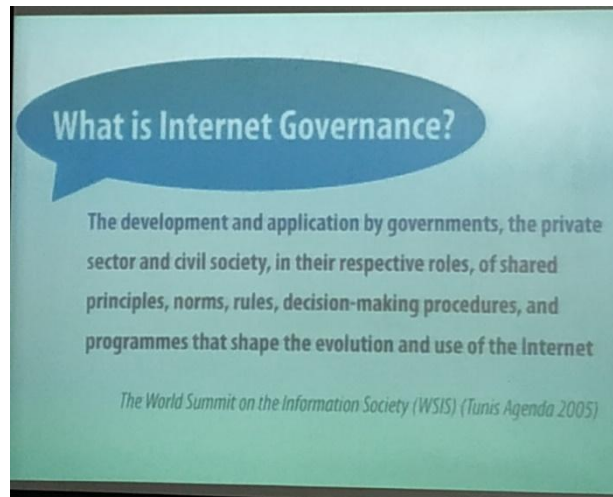 What is Internet Governance?
The development and application by governments, the private
sector and civil society, in their respective roles, of shared
principles, norms, rules, decision-making procedures, and
programmes that shape the evolution and use of the Internet
The World Summit on the Information Society (WSIS) (Tunis Agenda 2005)